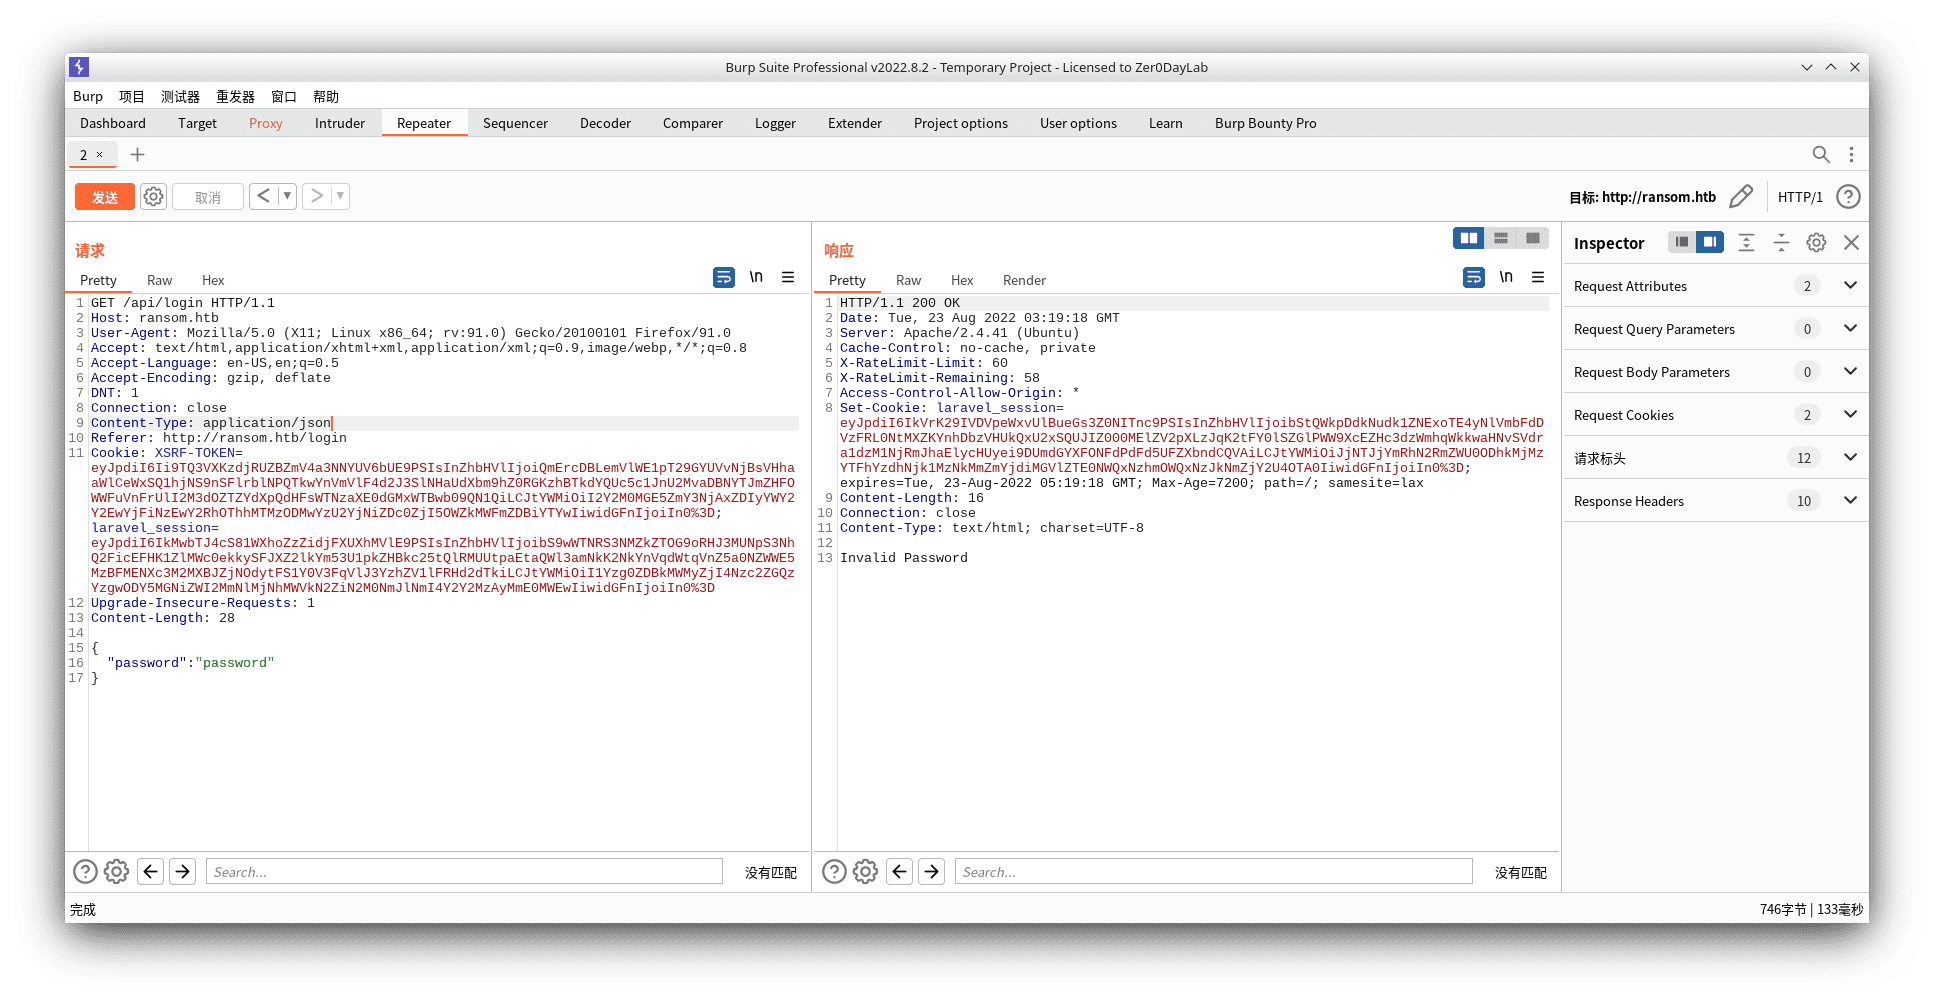 Burp Suite Professional v2022.8.2 - Temporary Project - Licensed to Zer0DayLab
Burp 项目 测试器 重发器 窗口 帮助
Dashboard Target Proxy Intruder Repeater Sequencer Decoder Comparer Logger Extender Project options User options Learn Burp Bounty Pro
2 ×
发送 取消 < > 目标: http://ransom.htb HTTP/1
请求
Pretty Raw Hex \n
1 GET /api/login HTTP/1.1
2 Host: ransom.htb
3 User-Agent: Mozilla/5.0 (X11; Linux x86_64; rv:91.0) Gecko/20100101 Firefox/91.0
4 Accept: text/html,application/xhtml+xml,application/xml;q=0.9,image/webp,*/*;q=0.8
5 Accept-Language: en-US,en;q=0.5
6 Accept-Encoding: gzip, deflate
7 DNT: 1
8 Connection: close
9 Content-Type: application/json
10 Referer: http://ransom.htb/login
11 Cookie: XSRF-TOKEN=
laravel_session=
12 Upgrade-Insecure-Requests: 1
13 Content-Length: 28
14
15 {
16 "password":"password"
17 }
Search... 没有匹配
响应
Pretty Raw Hex Render \n
1 HTTP/1.1 200 OK
2 Date: Tue, 23 Aug 2022 03:19:18 GMT
3 Server: Apache/2.4.41 (Ubuntu)
4 Cache-Control: no-cache, private
5 X-RateLimit-Limit: 60
6 X-RateLimit-Remaining: 58
7 Access-Control-Allow-Origin: *
8 Set-Cookie: laravel_session=
expires=Tue, 23-Aug-2022 05:19:18 GMT; Max-Age=7200; path=/; samesite=lax
9 Content-Length: 16
10 Connection: close
11 Content-Type: text/html; charset=UTF-8
12
13 Invalid Password
Search... 没有匹配
Inspector
Request Attributes 2
Request Query Parameters 0
Request Body Parameters 0
Request Cookies 2
请求标头 12
Response Headers 10
完成 746字节 | 133毫秒